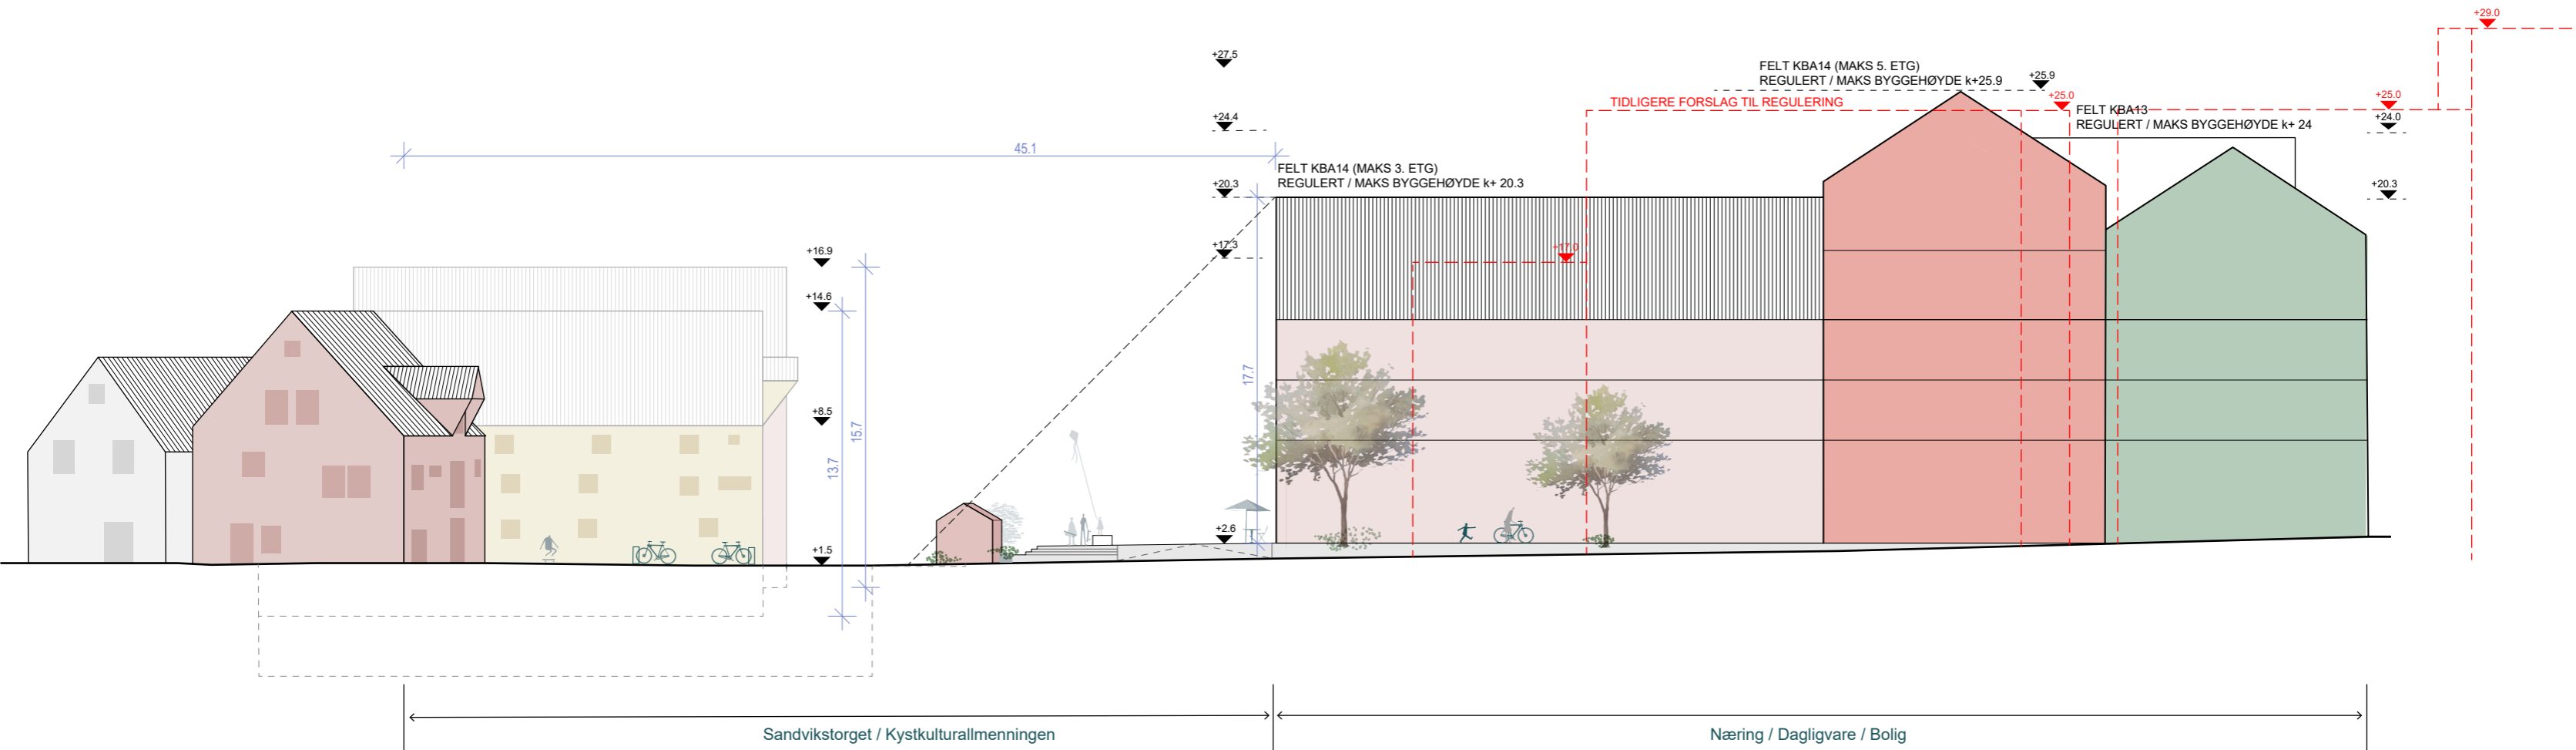 +29.0
+27.5
FELT KBA14 (MAKS 5. ETG)
REGULERT / MAKS BYGGEHØYDE k+25.9
+25.9
TIDLIGERE FORSLAG TIL REGULERING
+25.0
+25.0
FELT KBA13
REGULERT / MAKS BYGGEHØYDE k+ 24
+24.0
+24.4
45.1
FELT KBA14 (MAKS 3. ETG)
REGULERT / MAKS BYGGEHØYDE k+ 20.3
+20.3
+20.3
+17.3
+17.0
+16.9
+14.6
17.7
+8.5
15.7
13.7
+2.6
+1.5
Sandvikstorget / Kystkulturallmenningen
Næring / Dagligvare / Bolig